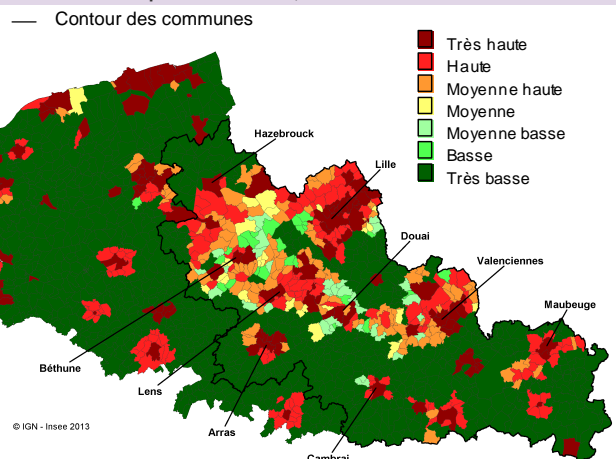 Contour des communes
Très haute
Haute
Moyenne haute
Moyenne
Moyenne basse
Basse
Très basse
Hazebrouck
Lille
Douai
Valenciennes
Maubeuge
Béthune
Lens
Arras
Cambrai
© IGN - Insee 2013